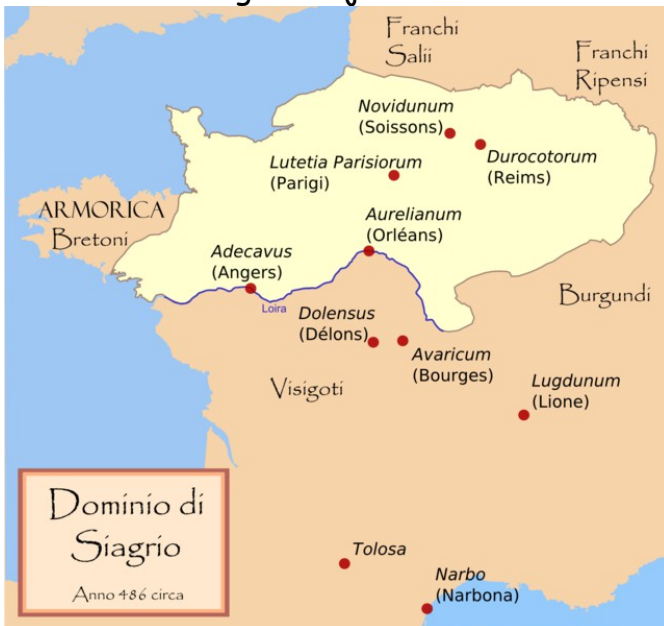 Franchi
Salii
Franchi
Ripensi
Novidunum
(Soissons)
Durocotorum
(Reims)
Lutetia Parisiorum
(Parigi)
ARMORICA
Bretoni
Aurelianum
(Orléans)
Adecavus
(Angers)
Loira
Burgundi
Dolensus
(Délons)
Avaricum
(Bourges)
Visigoti
Lugdunum
(Lione)
Dominio di
Siagrio
Anno 486 circa
Tolosa
Narbo
(Narbona)